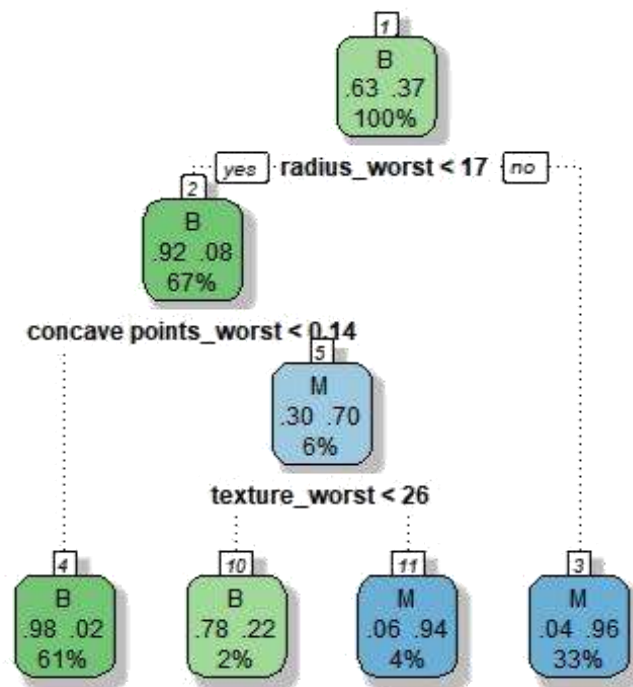 1
B
.63 .37
100%
yes radius_worst < 17 no
2
B
.92 .08
67%
concave points_worst < 0.14
5
M
.30 .70
6%
texture_worst < 26
4
B
.98 .02
61%
10
B
.78 .22
2%
11
M
.06 .94
4%
3
M
.04 .96
33%